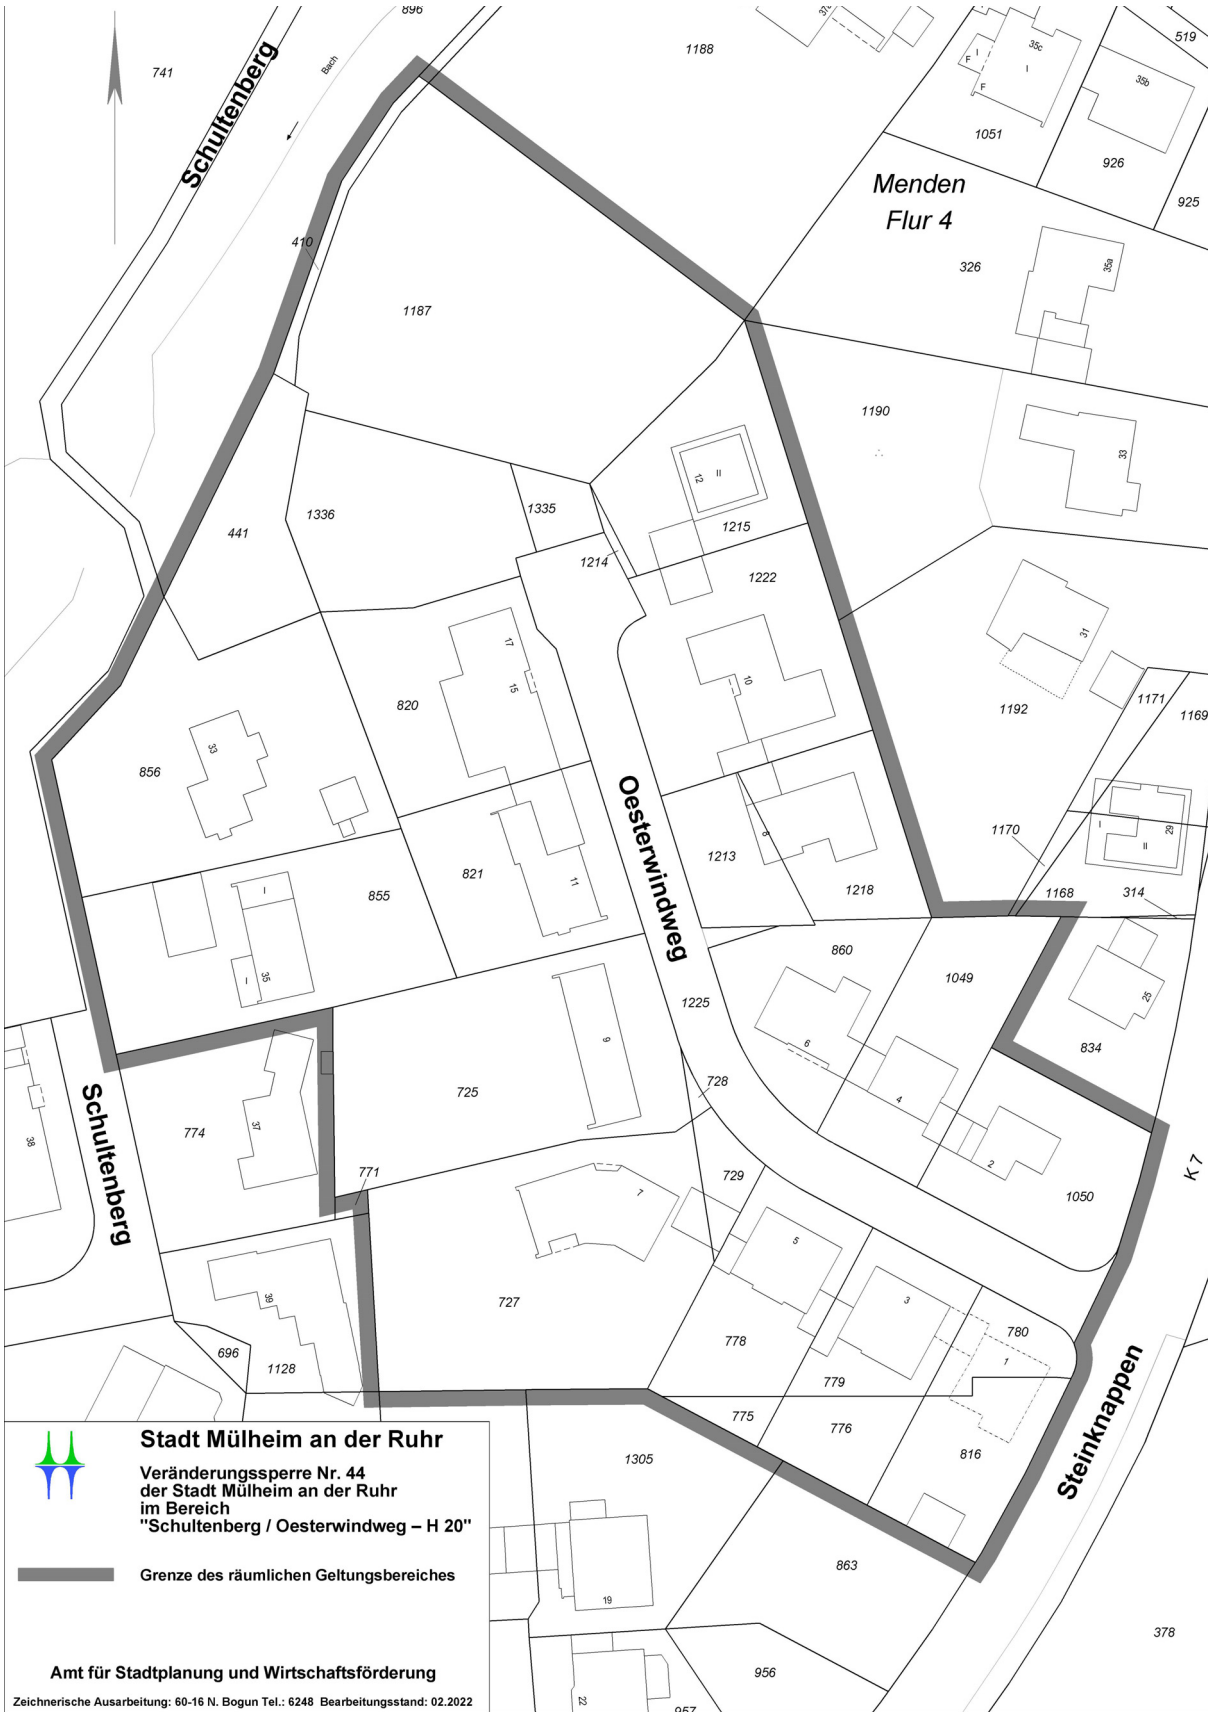 896
741
Schultenberg
Bach
1188
519
35c
I
F
I
F
35b
1051
926
925
Menden
Flur 4
326
35a
410
1187
1190
33
12
II
1335
1336
441
1215
1214
1222
31
1192
1171
1169
17
15
10
820
33
856
Oesterwindweg
8
1213
1218
I
29
II
1170
1168
314
821
11
855
I
35
I
860
1049
1225
25
834
6
9
4
2
728
725
38
774
37
Schultenberg
771
729
1050
K 7
7
5
3
727
39
778
780
1
696
1128
779
775
776
816
Steinknappen
1305
863
19
378
956
22
957
Stadt Mülheim an der Ruhr
Veränderungssperre Nr. 44
der Stadt Mülheim an der Ruhr
im Bereich
"Schultenberg / Oesterwindweg – H 20"
Grenze des räumlichen Geltungsbereiches
Amt für Stadtplanung und Wirtschaftsförderung
Zeichnerische Ausarbeitung: 60-16 N. Bogun Tel.: 6248 Bearbeitungsstand: 02.2022